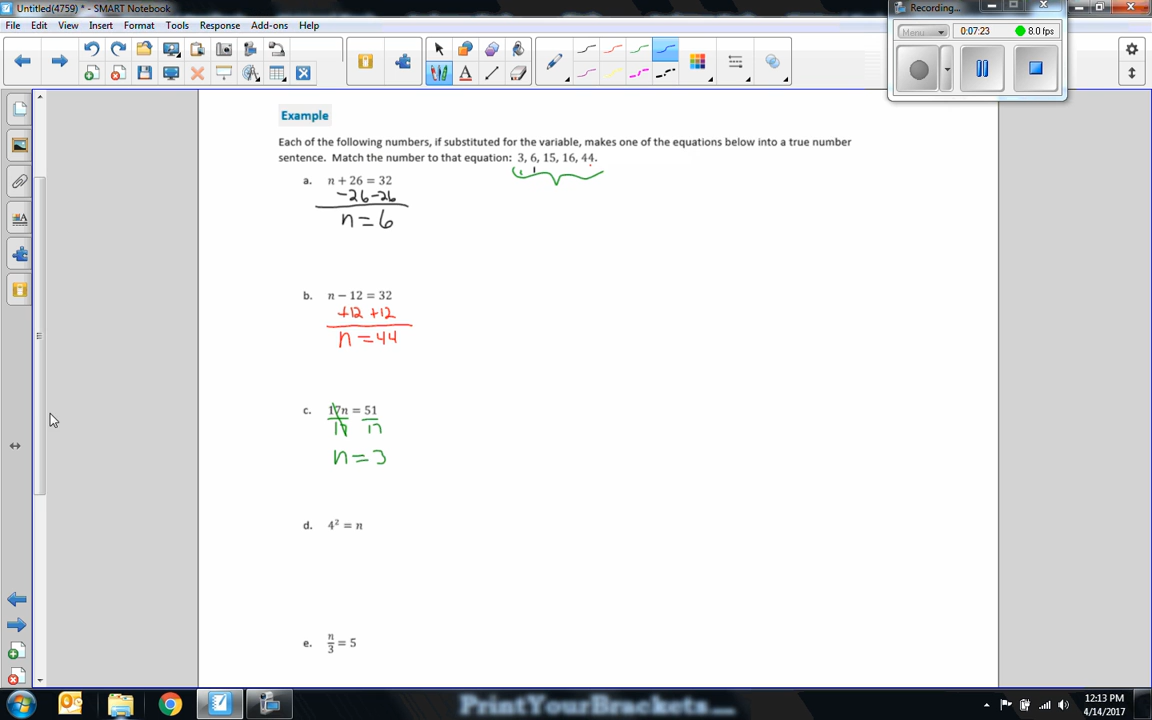 Untitled(4759) * - SMART Notebook
Recording...
File Edit View Insert Format Tools Response Add-ons Help
Menu 0:07:23 8.0 fps
Example
Each of the following numbers, if substituted for the variable, makes one of the equations below into a true number
sentence. Match the number to that equation: 3, 6, 15, 16, 44.
a. n + 26 = 32
-26 -26
n = 6
b. n − 12 = 32
+12 +12
n = 44
c. 17n = 51
17 17
n = 3
d. 4² = n
e. n/3 = 5
PrintYourBrackets.com
12:13 PM
4/14/2017